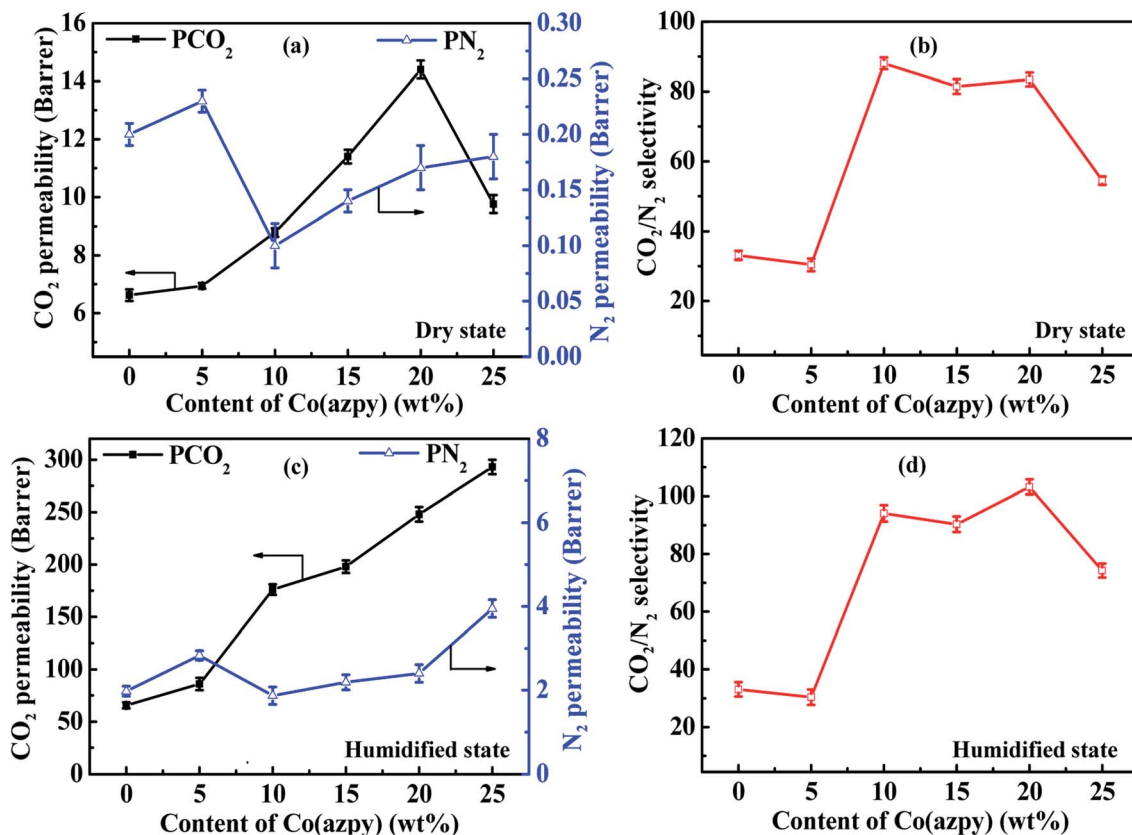 PCO₂ (a) PN₂
CO₂ permeability (Barrer)
16
14
12
10
8
6
0.30
0.25
0.20
0.15
0.10
0.05
0.00
N₂ permeability (Barrer)
Dry state
0 5 10 15 20 25
Content of Co(azpy) (wt%)
(b)
CO₂/N₂ selectivity
100
80
60
40
20
Dry state
0 5 10 15 20 25
Content of Co(azpy) (wt%)
PCO₂ (c) PN₂
CO₂ permeability (Barrer)
300
250
200
150
100
50
0
8
6
4
2
0
N₂ permeability (Barrer)
Humidified state
0 5 10 15 20 25
Content of Co(azpy) (wt%)
(d)
CO₂/N₂ selectivity
120
100
80
60
40
20
Humidified state
0 5 10 15 20 25
Content of Co(azpy) (wt%)